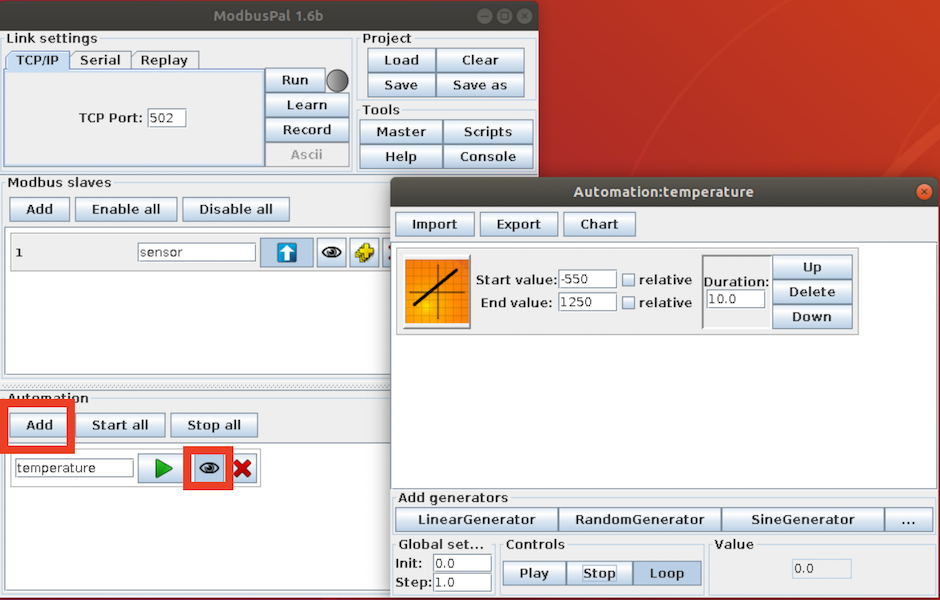 ModbusPal 1.6b
Link settings
TCP/IP Serial Replay
TCP Port: 502
Run
Learn
Record
Ascii
Project
Load Clear
Save Save as
Tools
Master Scripts
Help Console
Modbus slaves
Add Enable all Disable all
1 sensor
Automation
Add Start all Stop all
temperature
Automation:temperature
Import Export Chart
Start value: -550 relative
End value: 1250 relative
Duration:
10.0
Up
Delete
Down
Add generators
LinearGenerator RandomGenerator SineGenerator ...
Global set...
Init: 0.0
Step: 1.0
Controls
Play Stop Loop
Value
0.0